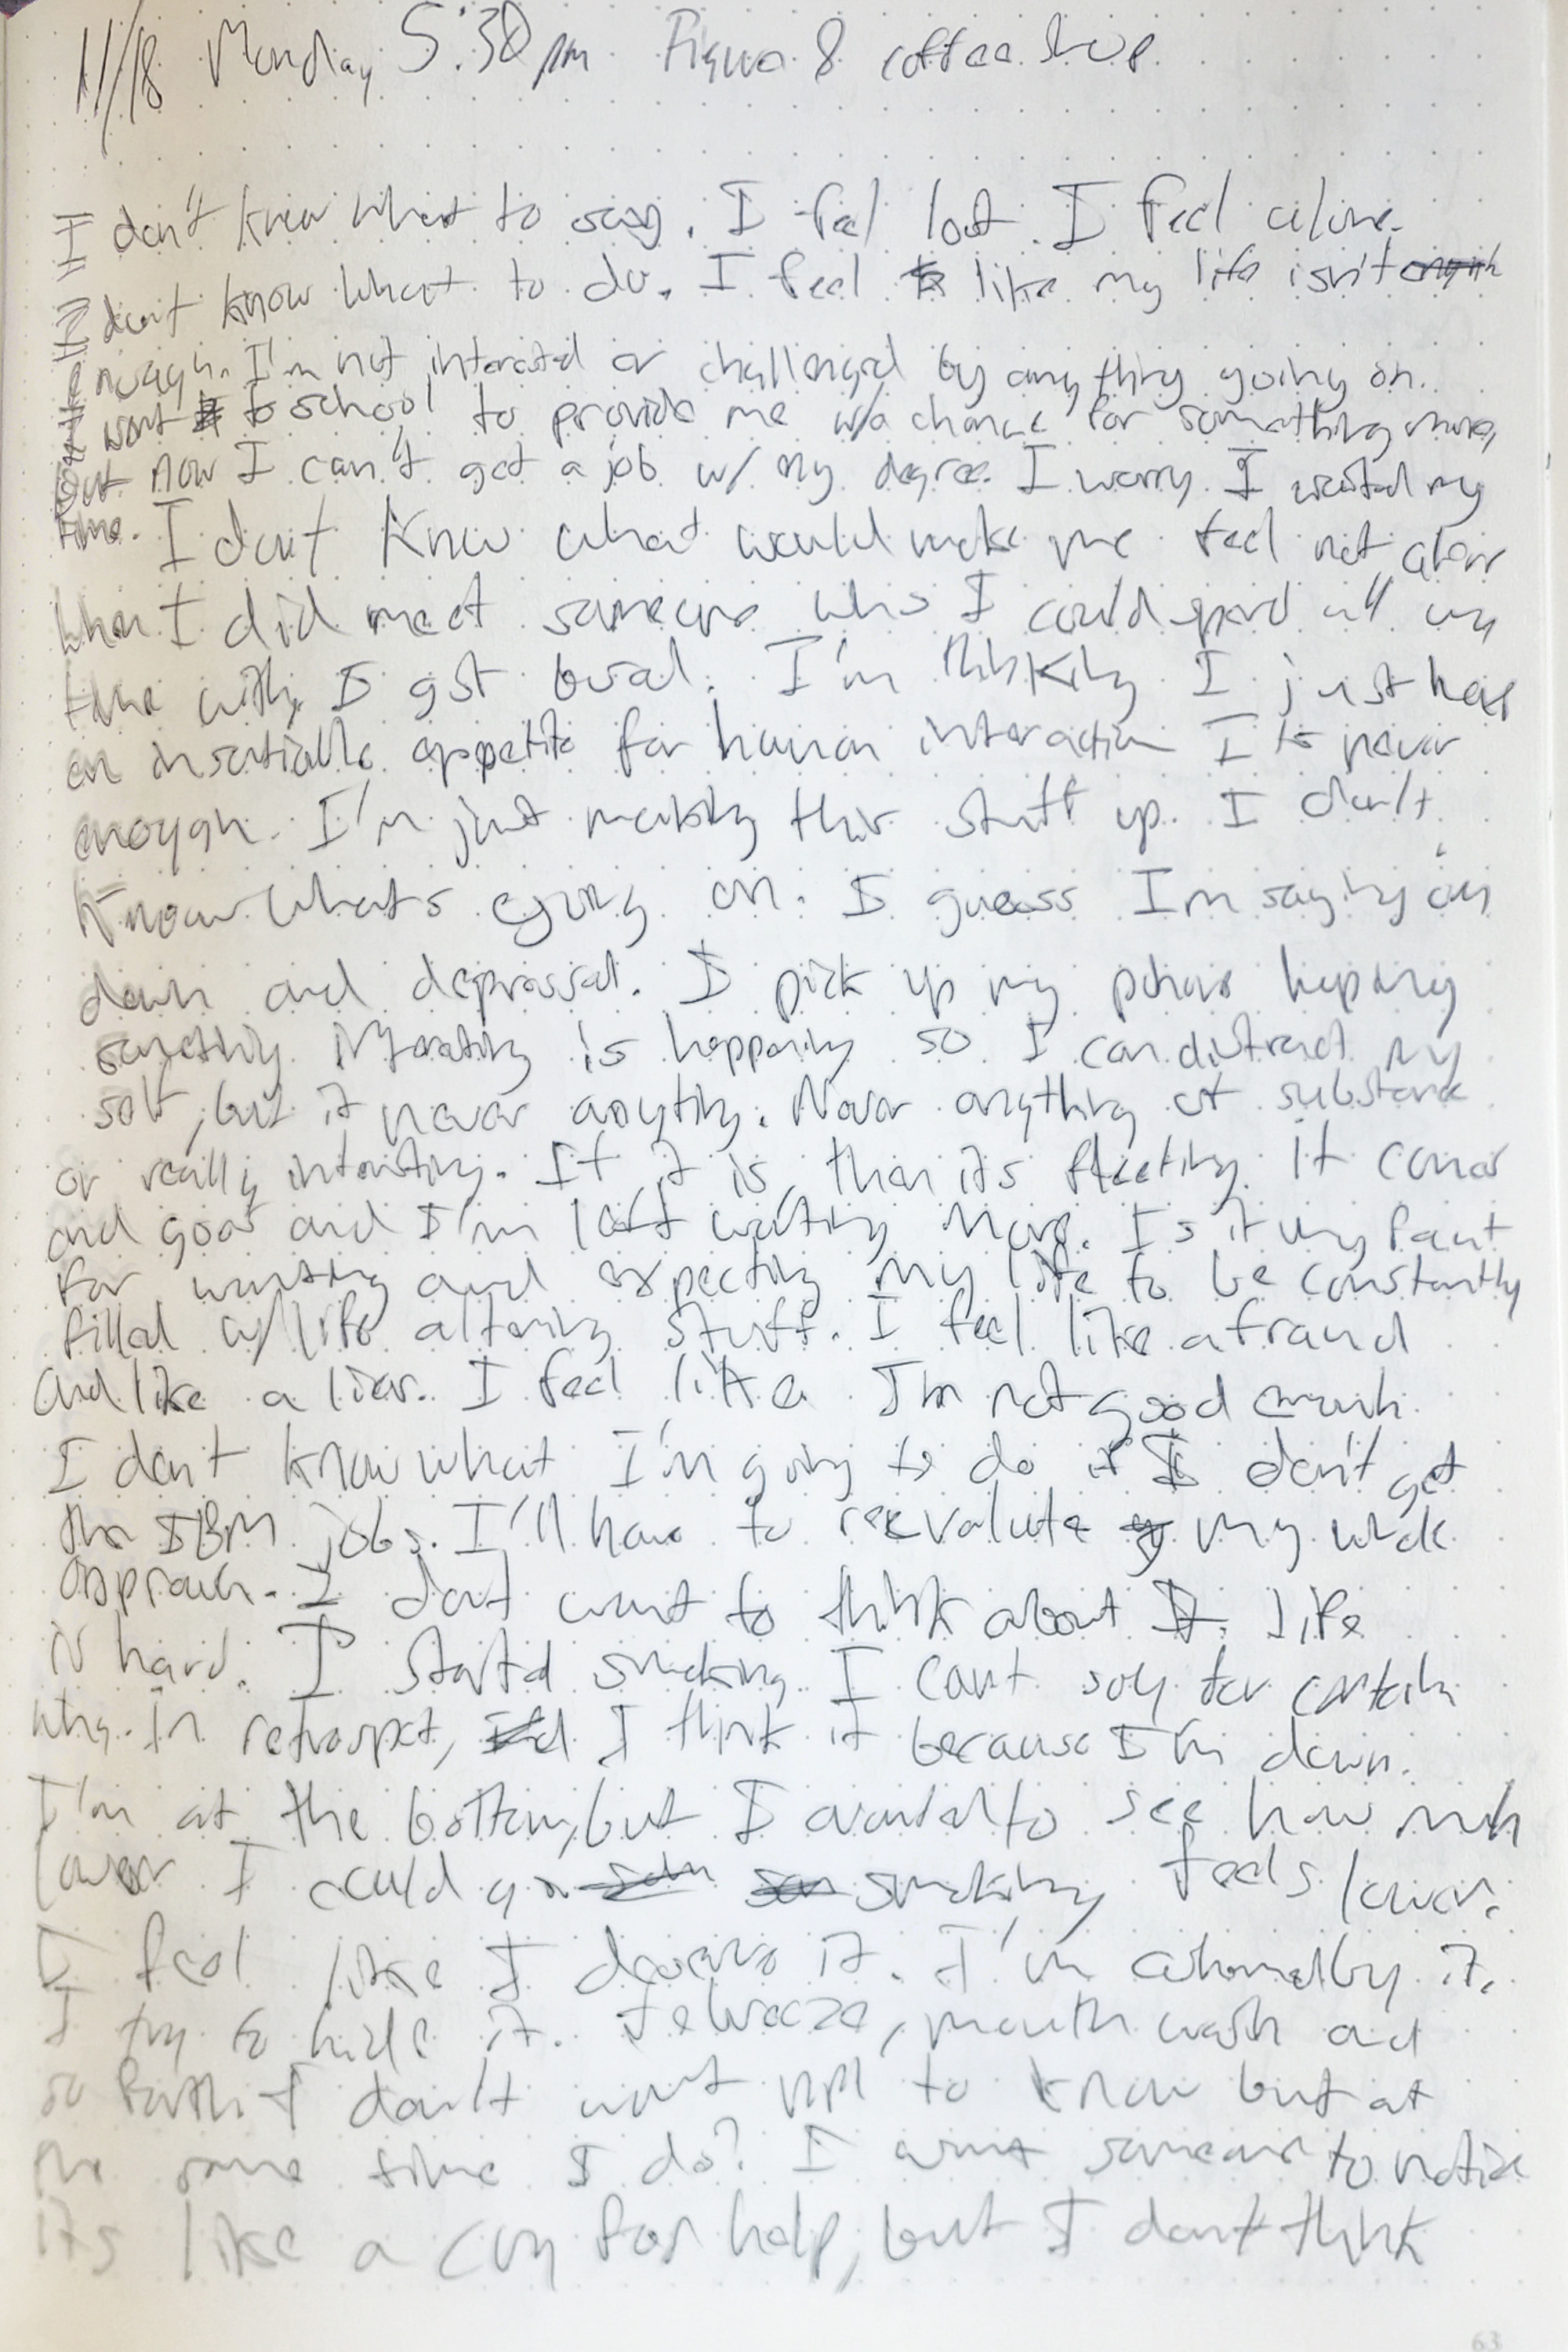 11/18 Monday 5:30pm Figure 8 coffee shop
I don't know what to say. I feel lost. I feel alone.
I don't know what to do. I feel like my life isn't
enough. I'm not interested or challenged by anything going on.
I went to school to provide me w/a chance for something more,
but now I can't get a job w/ my degree. I worry I wasted my
time. I don't know what would make me feel not alone
When I did meet someone who I could spend all my
time with, I got bored. I'm thinking I just have
an insatiable appetite for human interaction I is never
enough. I'm just making this stuff up. I don't
know whats going on. I guess I'm saying I'm
down and depressed. I pick up my phone hoping
something interesting is happening so I can distract my
self, but it never anything. Never anything of substance
or really interesting. If it is, then its fleeting. It comes
and goes and I'm left wanting more. Is it my fault
for wanting and expecting my life to be constantly
filled w/life altering stuff. I feel like a fraud
and like a liar. I feel like I'm not good enough.
I don't know what I'm going to do if I don't get
the IBM jobs. I'll have to reevaluate my whole
approach. I dont want to think about it. life
is hard. I started smoking. I cant say for certain
why. In retrospect, I think it because I'm down.
I'm at the bottom, but I wanted to see how much
lower I could go smoking feels lower.
I feel like I deserve it. I'm ashamed by it.
I try to hide it. Febreeze, mouth wash and
so forth I don't want ppl to know but at
the same time I do? I want someone to notice
its like a cry for help, but I dont think
63